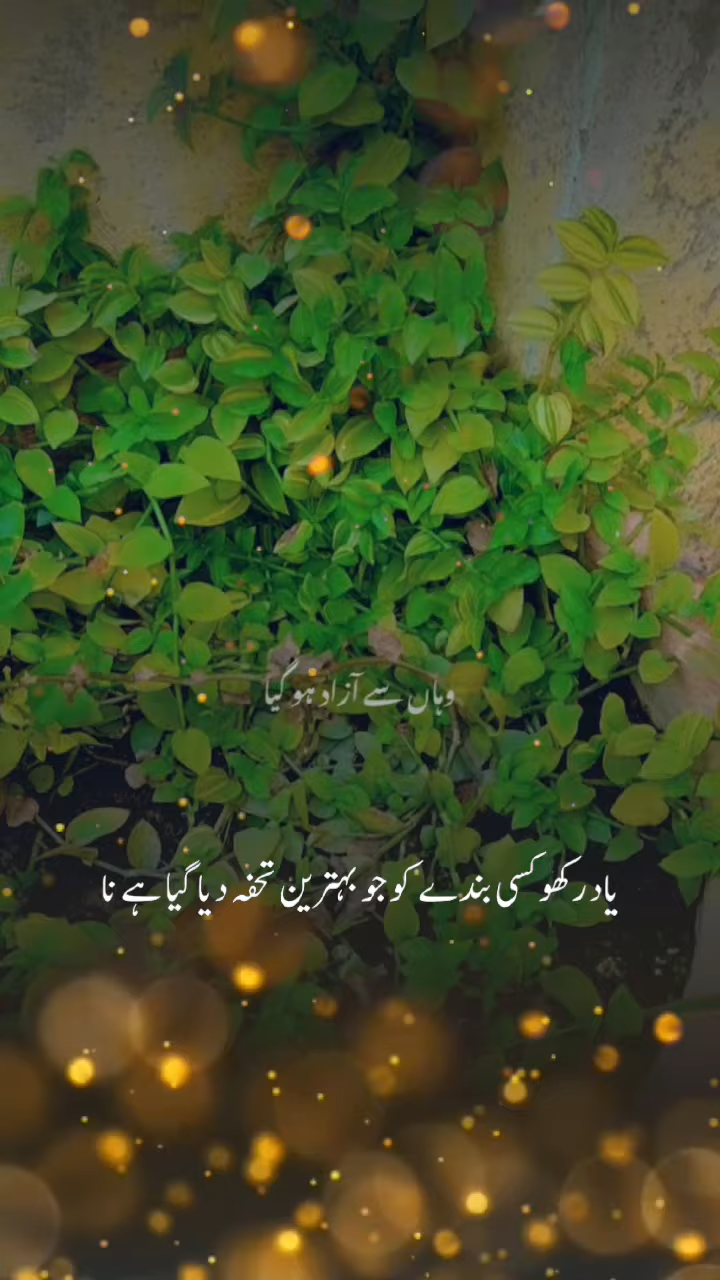 وہاں سے آزاد ہو گیا
یاد رکھو کسی بندے کو جو بہترین تحفہ دیا گیا ہے نا